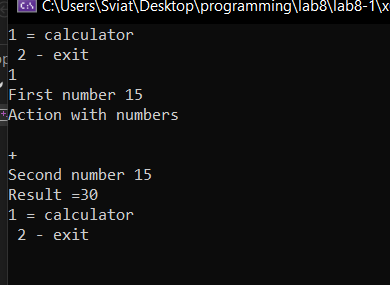 C:\Users\Sviat\Desktop\programming\lab8\lab8-1\x
1 = calculator
 2 - exit
1
First number 15
Action with numbers

+
Second number 15
Result =30
1 = calculator
 2 - exit